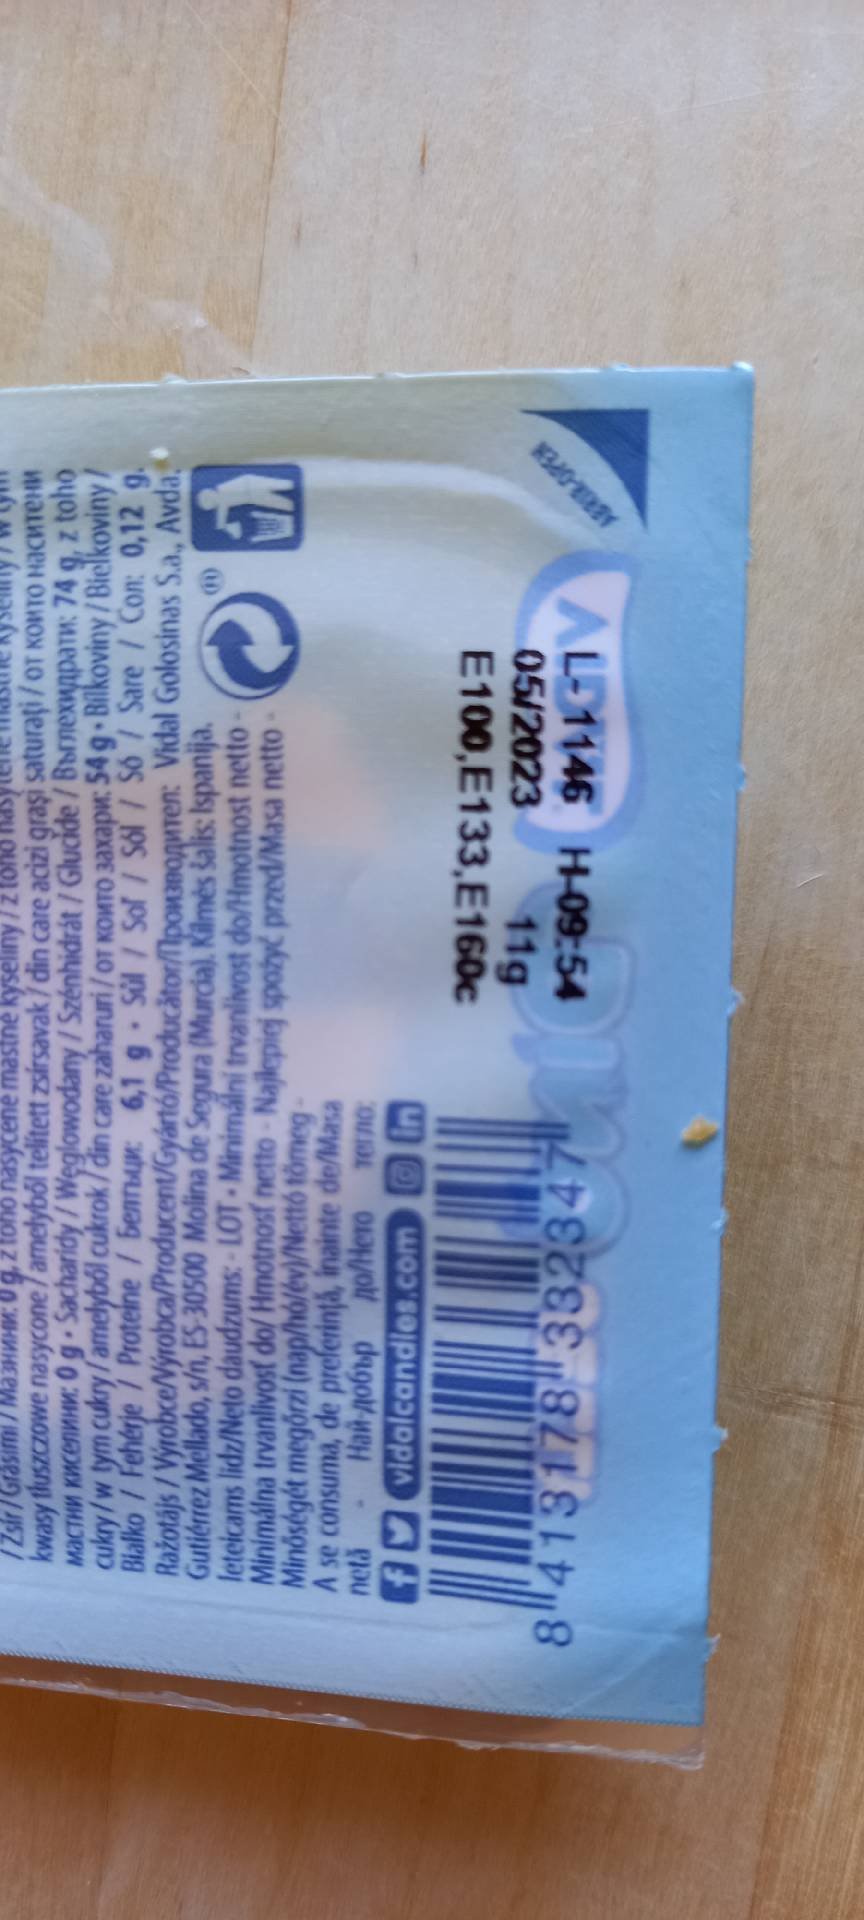 / Zsír / Grăsimi / Мазнини: 0 g, z toho nasycené mastné kyseliny / z toho nasýtené mastné kyseliny / w tym
kwasy tłuszczowe nasycone / amelyből telített zsírsavak / din care acizi grași saturați / от които наситени
мастни киселини: 0 g • Sacharidy / Węglowodany / Szénhidrát / Glucide / Въглехидрати: 74 g, z toho
cukry / w tym cukry / amelyből cukrok / din care zaharuri / от които захари: 54 g • Bílkoviny / Bielkoviny /
Białko / Fehérje / Proteine / Белтъци: 6,1 g • Sůl / Soľ / Sól / Só / Sare / Сол: 0,12 g.
Ražotājs / Výrobce/Výrobca/Producent/Gyártó/Producător/Производител: Vidal Golosinas S.a., Avda.
Gutiérrez Mellado, s/n, ES-30500 Molina de Segura (Murcia). Kilmės šalis: Ispanija.
Ieteicams līdz/Neto daudzums: - LOT - Minimální trvanlivost do/Hmotnost netto -
Minimálna trvanlivosť do/ Hmotnosť netto - Najlepiej spożyć przed/Masa netto -
Minőségét megőrzi (nap/hó/év)/Nettó tömeg -
A se consuma, de preferință, înainte de/Masa
netă - Най-добър до/Нето тегло:
vidalcandies.com
E100,E133,E160c
05/2023 11g
L-1146 H-09:54
8 413178 332347
ABRIR-OPEN
VIDAL